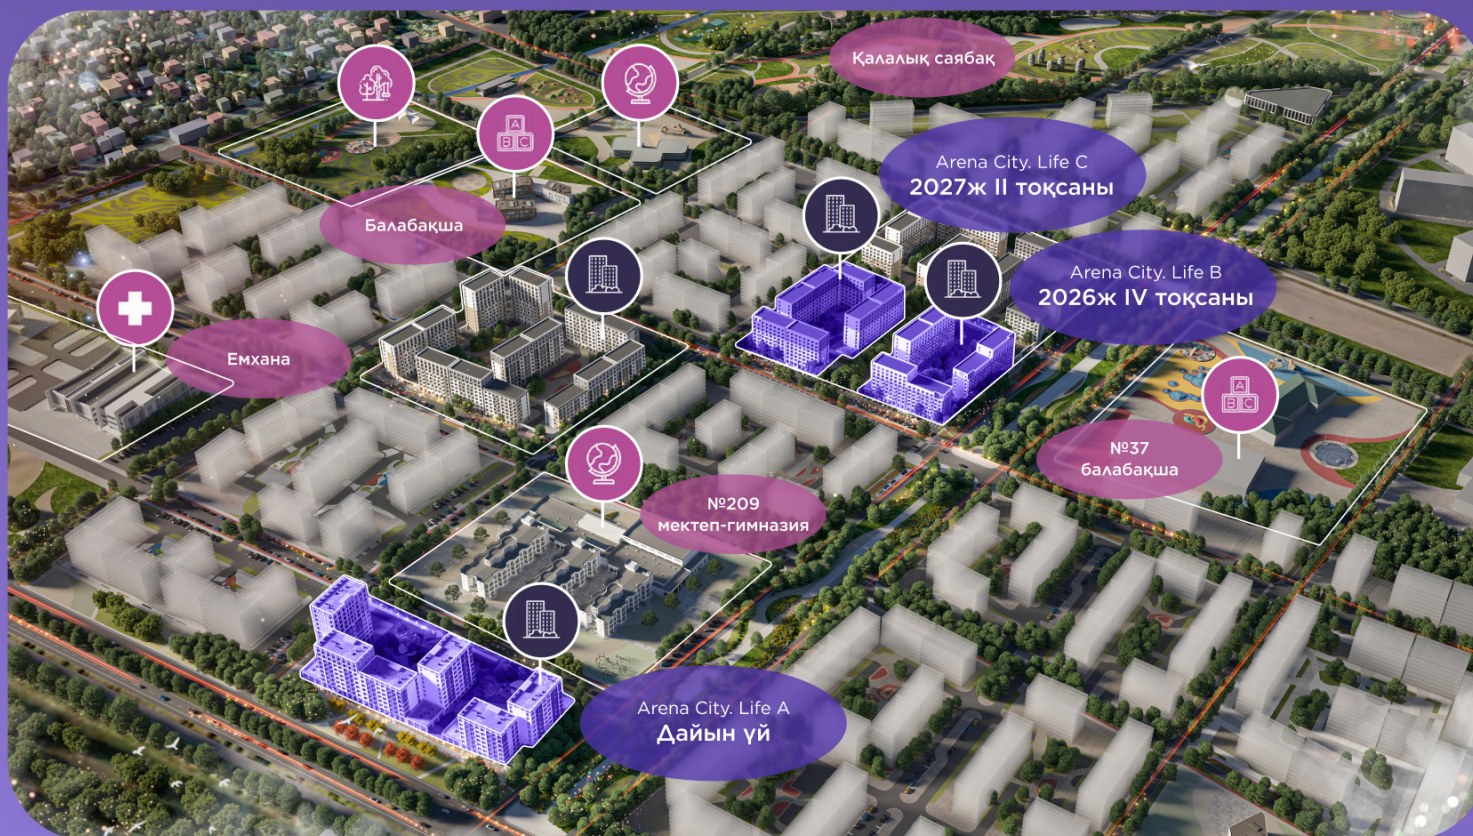 Қалалық саябақ
A
B C
Arena City. Life C
2027ж II тоқсаны
Балабақша
Arena City. Life B
2026ж IV тоқсаны
Емхана
A
B C
№37
балабақша
№209
мектеп-гимназия
Arena City. Life A
Дайын үй